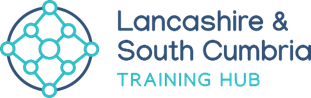 Lancashire &
South Cumbria
TRAINING HUB